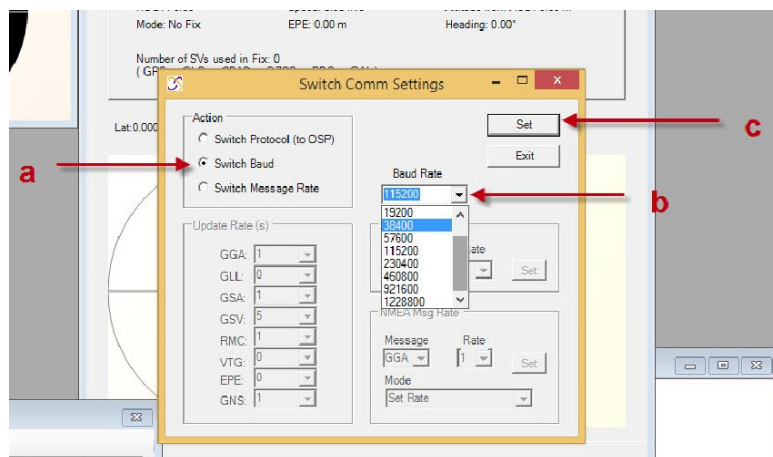 Mode: No Fix EPE: 0.00 m Heading: 0.00°
Number of SVs used in Fix: 0
Switch Comm Settings
Lat:0.000
Action
Switch Protocol (to OSP)
Switch Baud
Switch Message Rate
Set
Exit
a
b
c
Baud Rate
115200
19200
38400
57600
115200
230400
460800
921600
1228800
Update Rate (s)
GGA: 1
GLL: 0
GSA: 1
GSV: 5
RMC: 1
VTG: 0
EPE: 0
GNS: 1
Set
NMEA Msg Rate
Message Rate
GGA 1 Set
Mode
Set Rate